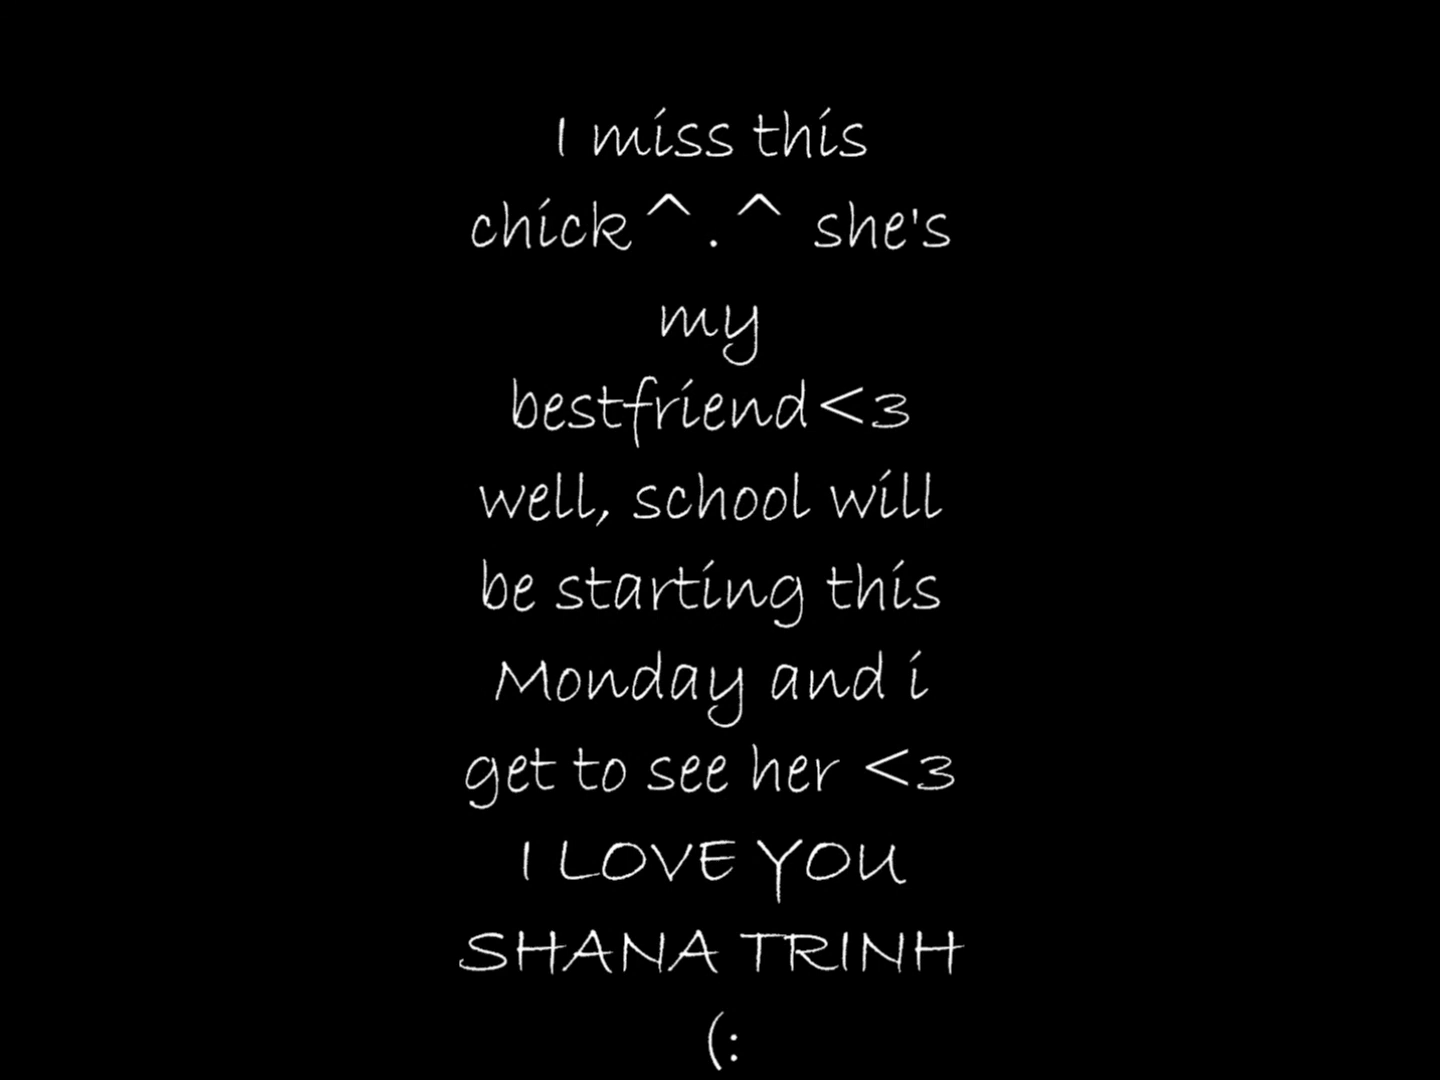 I miss this
chick^.^ she's
my
bestfriend<3
well, school will
be starting this
Monday and i
get to see her <3
I LOVE YOU
SHANA TRINH
(: